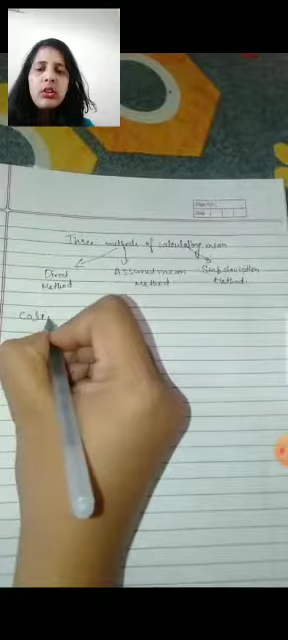 Three methods of calculating mean
Direct Assumed mean Step deviation
Method Method Method
Calc